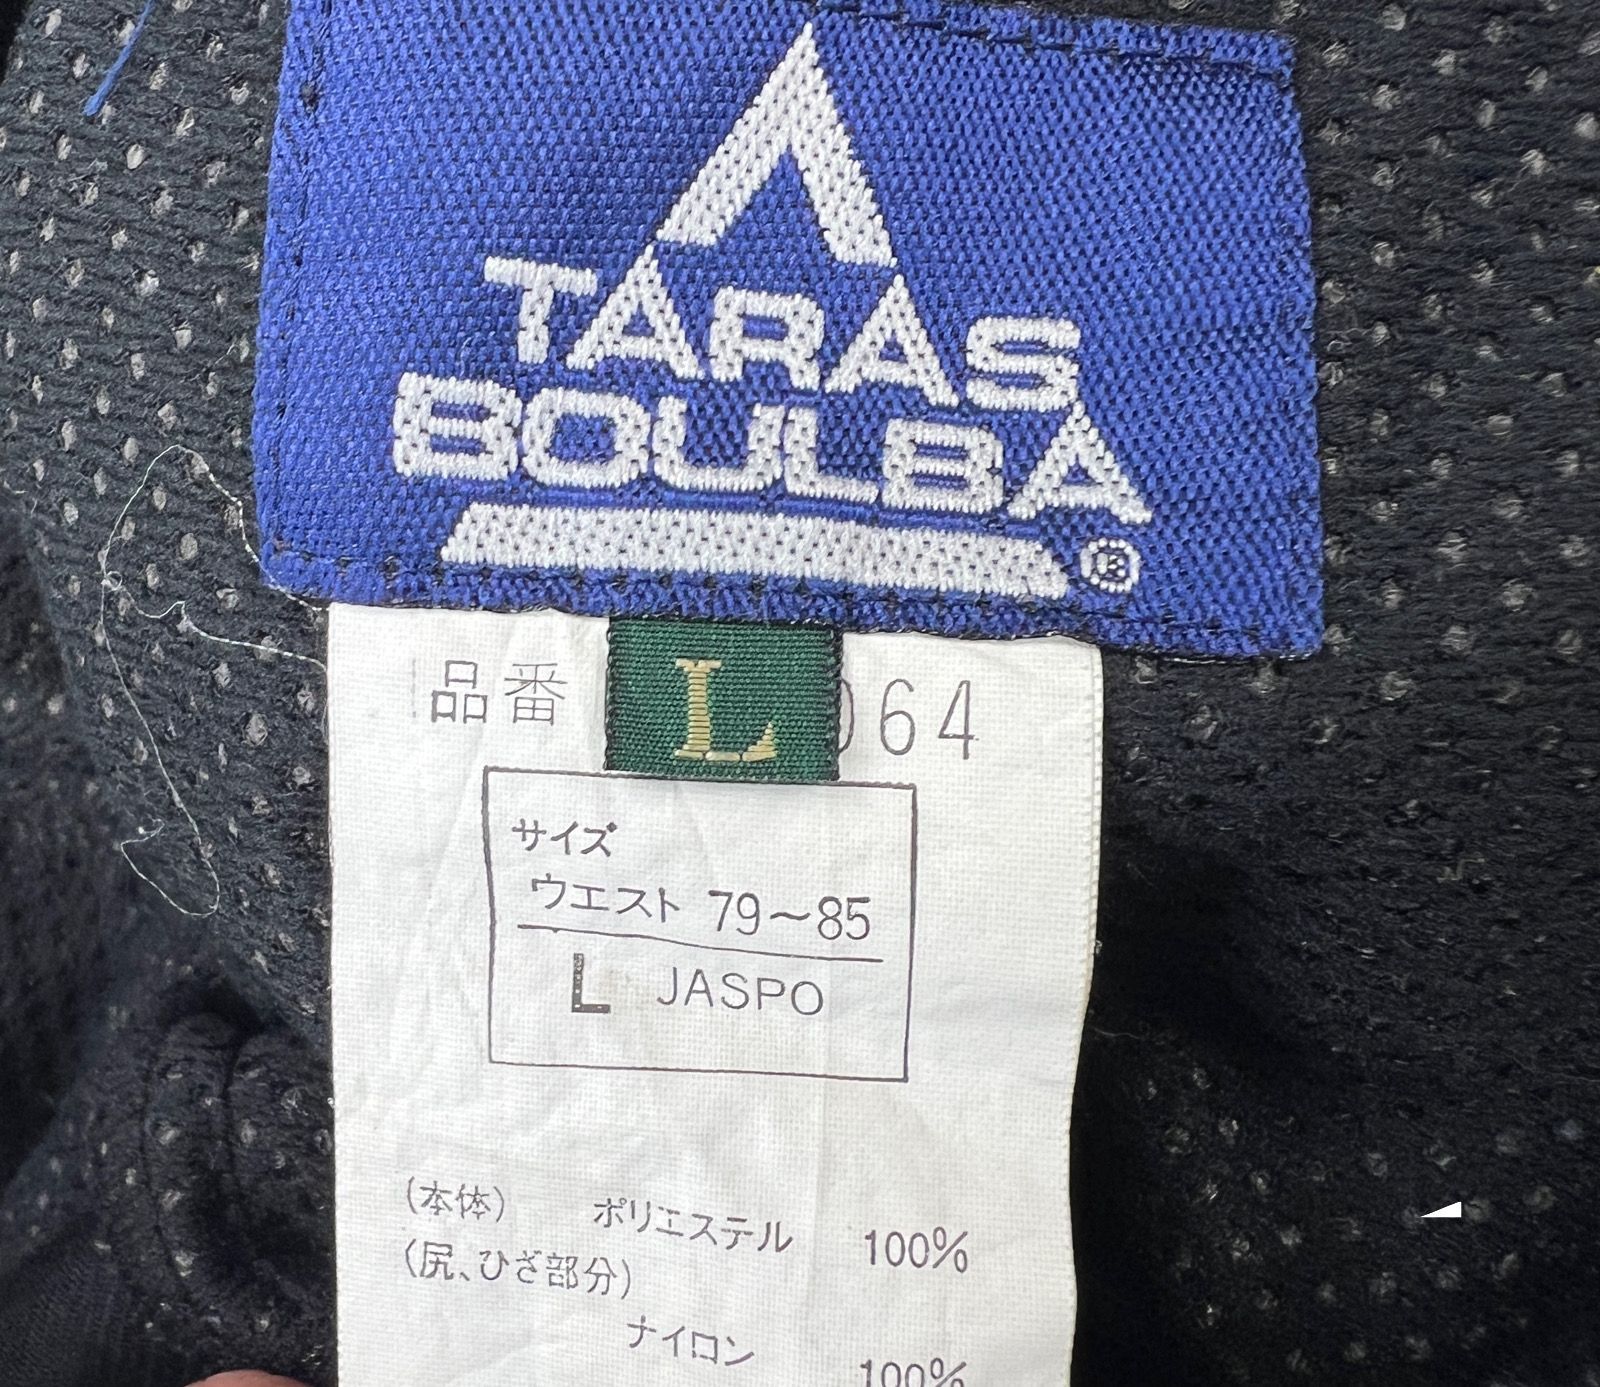 TARAS
BOULBA
®
品番 064
L
サイズ
ウエスト 79～85
L JASPO
(本体) ポリエステル 100%
(尻、ひざ部分)
ナイロン 100%